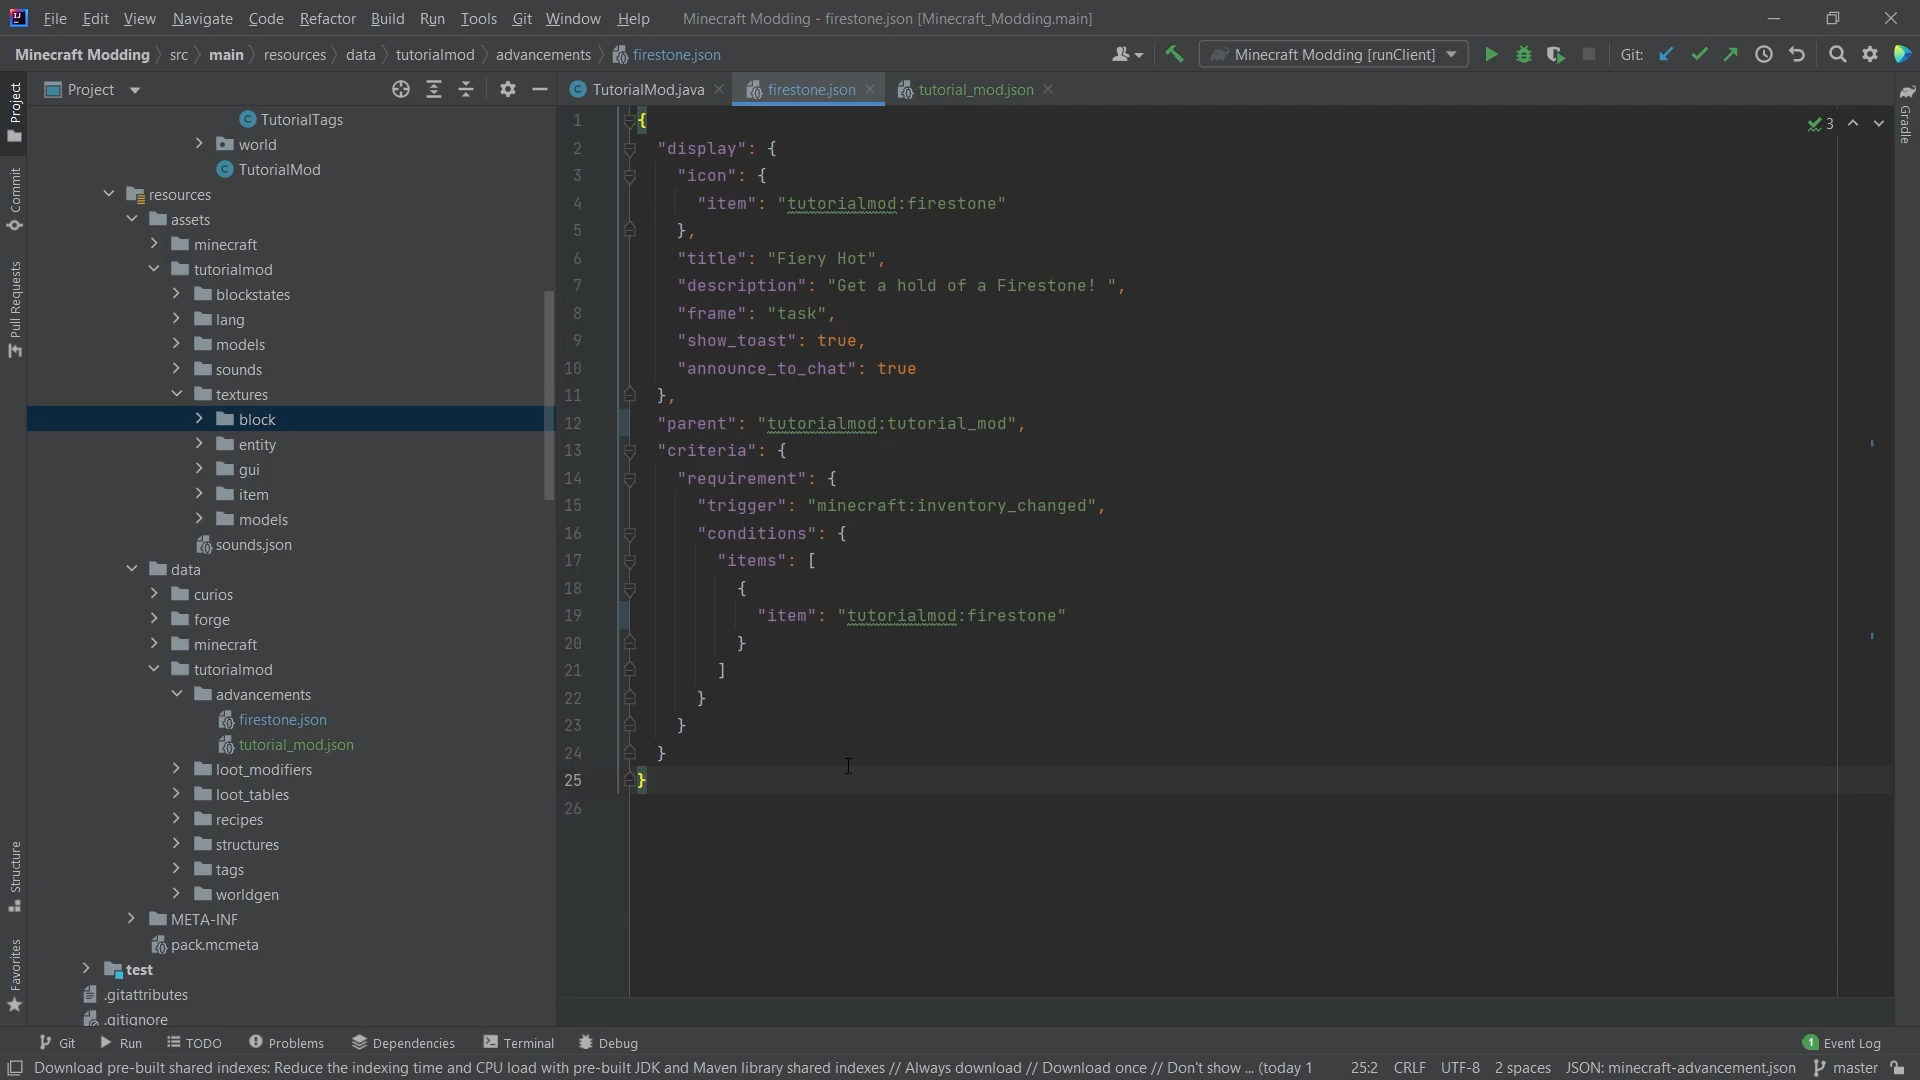 File Edit View Navigate Code Refactor Build Run Tools Git Window Help Minecraft Modding - firestone.json [Minecraft_Modding.main]
Minecraft Modding src main resources data tutorialmod advancements firestone.json Minecraft Modding [runClient] Git:
Project
TutorialMod.java firestone.json tutorial_mod.json
Project
Commit
Pull Requests
Structure
Favorites
Gradle
TutorialTags
world
TutorialMod
resources
assets
minecraft
tutorialmod
blockstates
lang
models
sounds
textures
block
entity
gui
item
models
sounds.json
data
curios
forge
minecraft
tutorialmod
advancements
firestone.json
tutorial_mod.json
loot_modifiers
loot_tables
recipes
structures
tags
worldgen
META-INF
pack.mcmeta
test
.gitattributes
.gitignore
3
1 {
2 "display": {
3 "icon": {
4 "item": "tutorialmod:firestone"
5 },
6 "title": "Fiery Hot",
7 "description": "Get a hold of a Firestone! ",
8 "frame": "task",
9 "show_toast": true,
10 "announce_to_chat": true
11 },
12 "parent": "tutorialmod:tutorial_mod",
13 "criteria": {
14 "requirement": {
15 "trigger": "minecraft:inventory_changed",
16 "conditions": {
17 "items": [
18 {
19 "item": "tutorialmod:firestone"
20 }
21 ]
22 }
23 }
24 }
25 }
26
Git Run TODO Problems Dependencies Terminal Debug 1 Event Log
Download pre-built shared indexes: Reduce the indexing time and CPU load with pre-built JDK and Maven library shared indexes // Always download // Download once // Don't show ... (today 1 25:2 CRLF UTF-8 2 spaces JSON: minecraft-advancement.json master